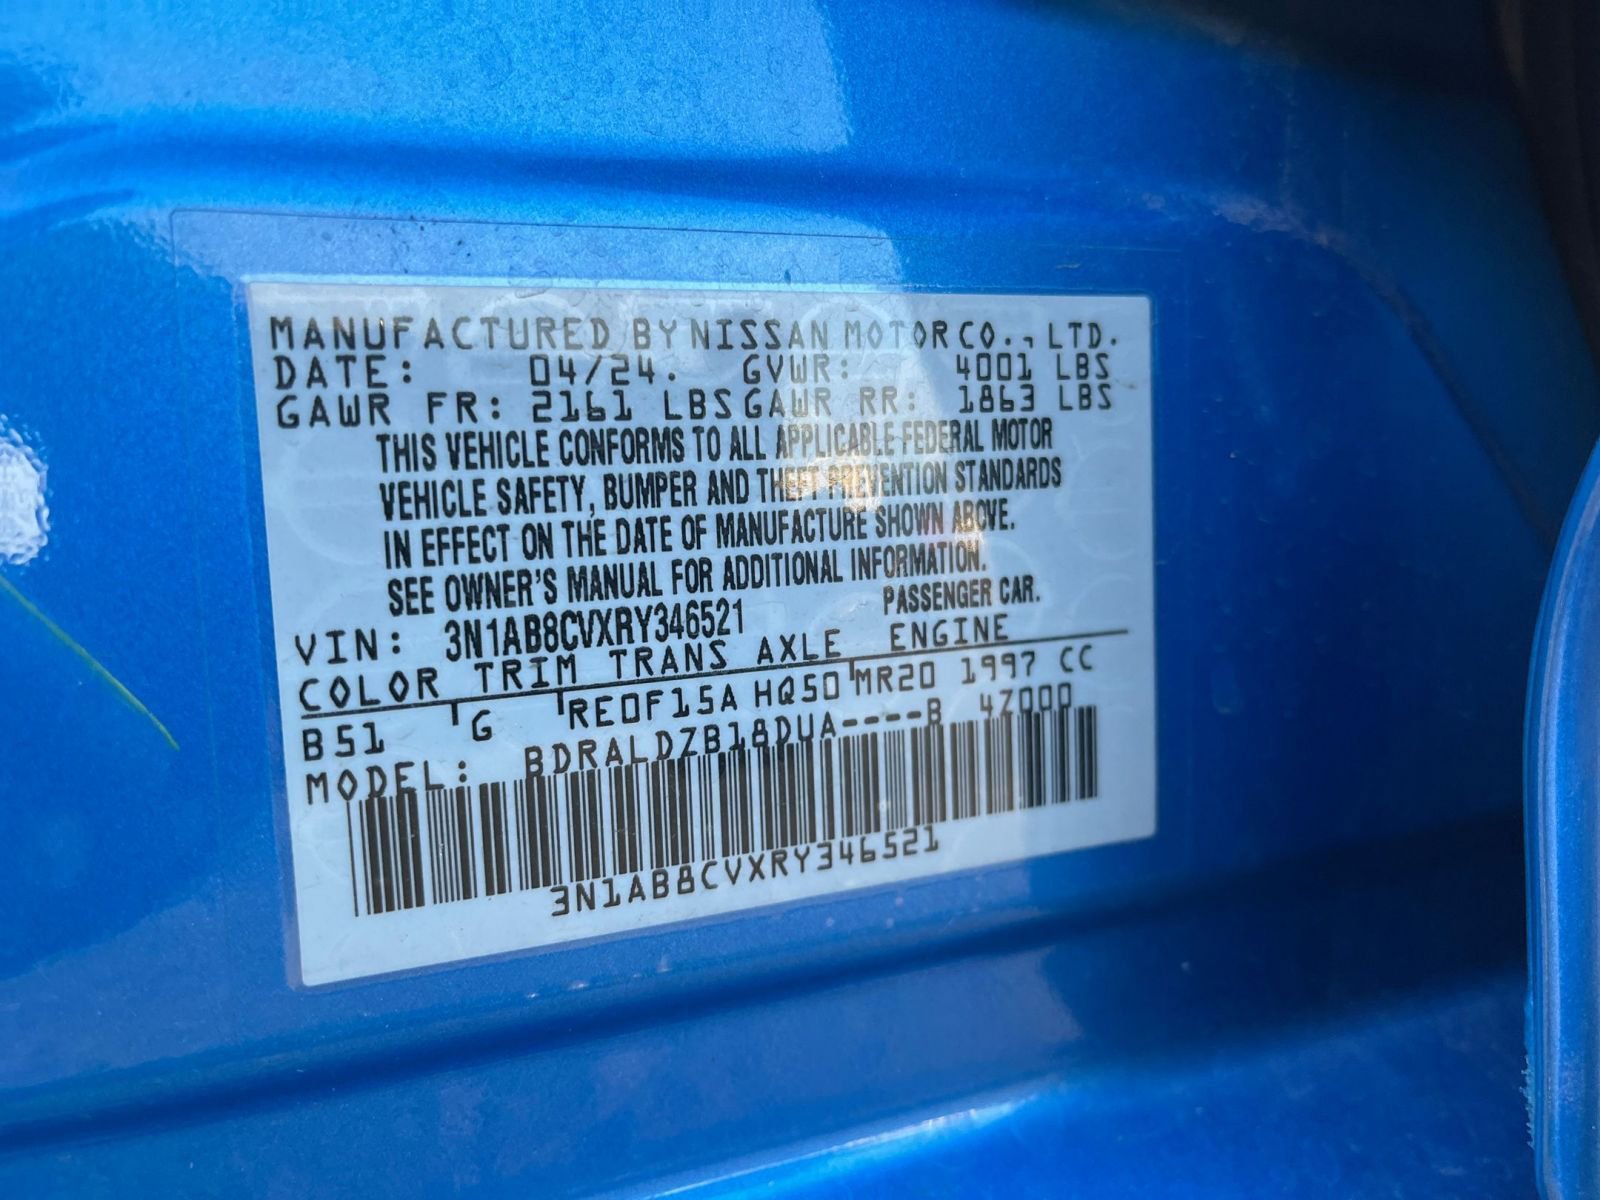 MANUFACTURED BY NISSAN MOTOR CO., LTD.
DATE: 04/24. GVWR: 4001 LBS
GAWR FR: 2161 LBS GAWR RR: 1863 LBS
THIS VEHICLE CONFORMS TO ALL APPLICABLE FEDERAL MOTOR
VEHICLE SAFETY, BUMPER AND THEFT PREVENTION STANDARDS
IN EFFECT ON THE DATE OF MANUFACTURE SHOWN ABOVE.
SEE OWNER'S MANUAL FOR ADDITIONAL INFORMATION.
VIN: 3N1AB8CVXRY346521 PASSENGER CAR.
COLOR TRIM TRANS AXLE ENGINE
B51 G RE0F15A HQ50 MR20 1997 CC
MODEL: BDRALDZB18DUA----B 4Z000
3N1AB8CVXRY346521